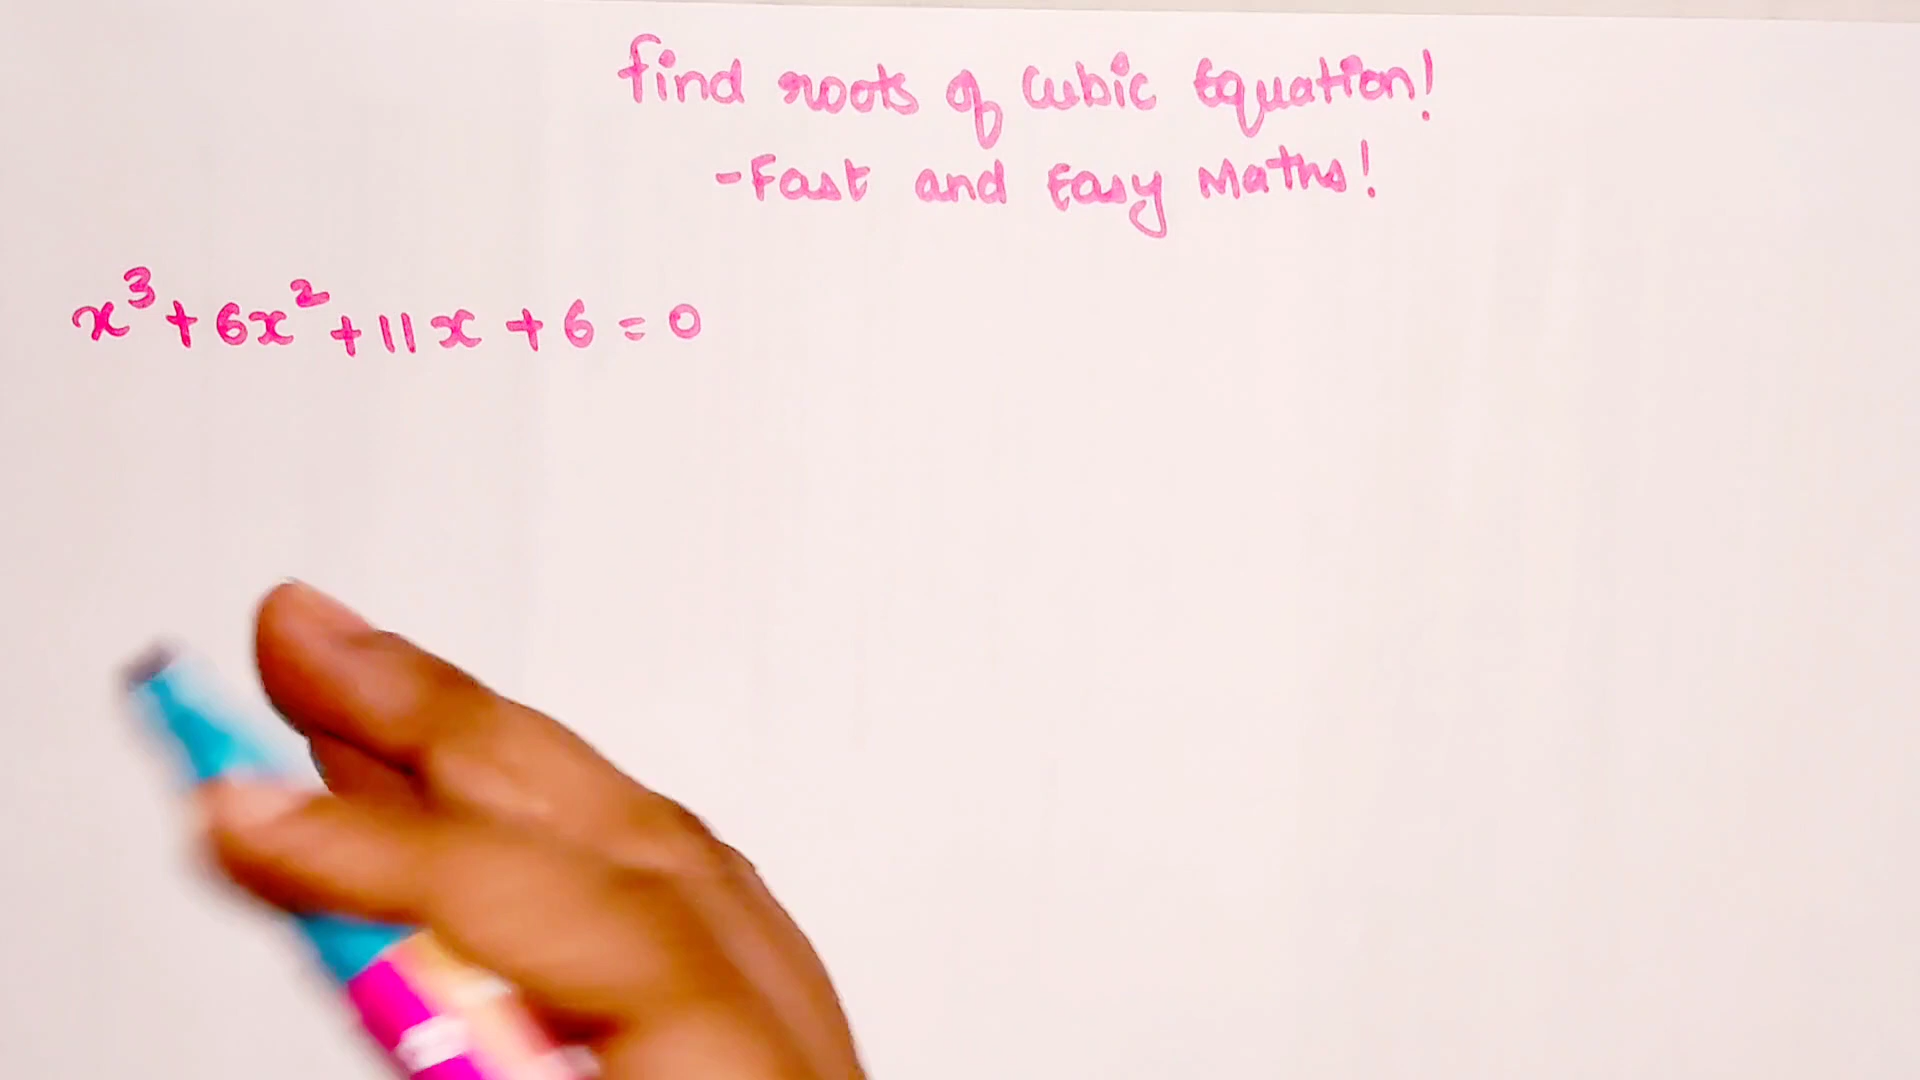 find roots of Cubic Equation!
-Fast and Easy Maths!
x³+6x²+11x+6=0